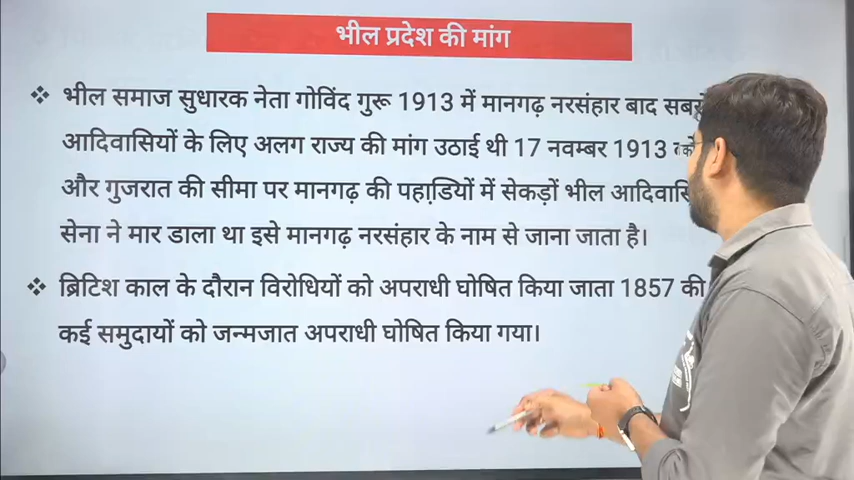 भील प्रदेश की मांग
❖ भील समाज सुधारक नेता गोविंद गुरू 1913 में मानगढ़ नरसंहार बाद
आदिवासियों के लिए अलग राज्य की मांग उठाई थी 17 नवम्बर 1913
और गुजरात की सीमा पर मानगढ़ की पहाड़ियों में सेकड़ों भील
सेना ने मार डाला था इसे मानगढ़ नरसंहार के नाम से जाना जाता है।
❖ ब्रिटिश काल के दौरान विरोधियों को अपराधी घोषित किया जाता 1857 की
कई समुदायों को जन्मजात अपराधी घोषित किया गया।